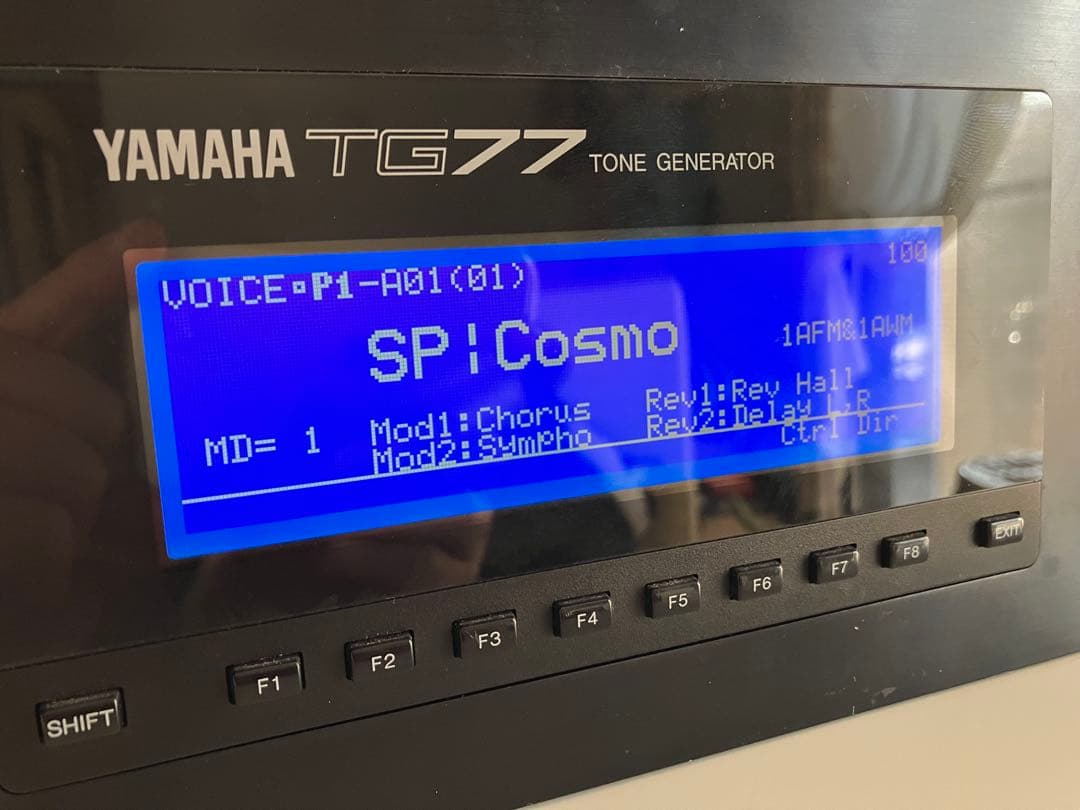 YAMAHA TG77 TONE GENERATOR
100
VOICE▫P1-A01(01)
SP¦Cosmo
1AFM&1AWM
MD= 1
Mod1:Chorus Rev1:Rev Hall
Mod2:Sympho Rev2:Delay L,R
Ctrl Dir
SHIFT F1 F2 F3 F4 F5 F6 F7 F8 EXIT